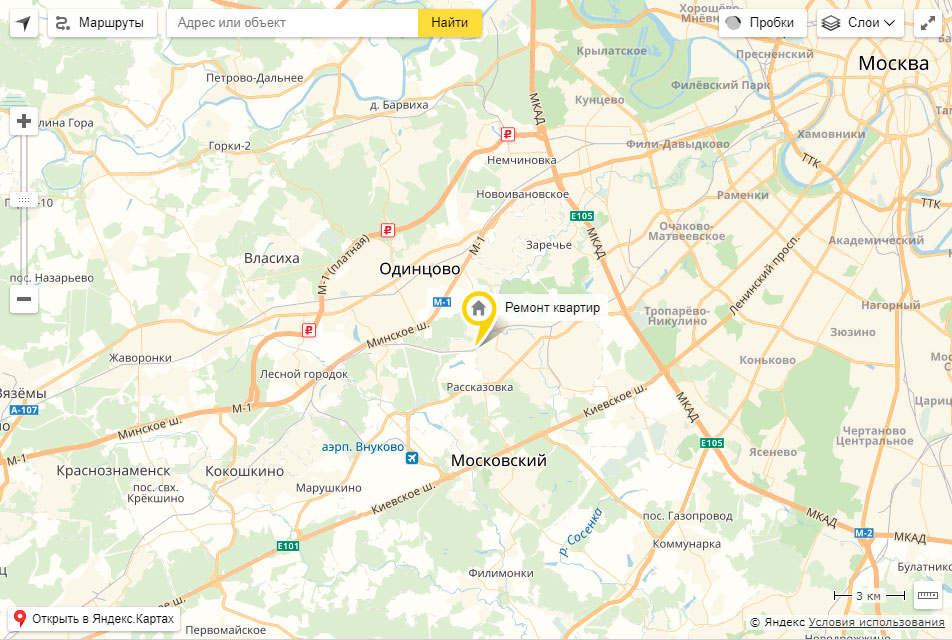 Маршруты
Адрес или объект
Найти
Пробки
Слои
Хорошёво-
Москва
Крылатское
Пресненский
Петрово-Дальнее
Филёвский Парк
Кунцево
д. Барвиха
МКАД
лина Гора
Хамовники
Горки-2
Немчиновка
Фили-Давыдково
ТТК
Новоивановское
Раменки
ТТК
E105
МКАД
Очаково-
Матвеевское
Заречье
М-1
Академический
Власиха
М-1 (платная)
Одинцово
Ленинский просп.
пос. Назарьево
М-1
Ремонт квартир
Тропарёво-
Никулино
Нагорный
Минское ш.
Зюзино
Жаворонки
Коньково
Лесной городок
Рассказовка
Вязёмы
А-107
М-1
Киевское ш.
МКАД
Минское ш.
Чертаново
Центральное
E105
аэрп. Внуково
Ясенево
М-1
Московский
Краснознаменск
Кокошкино
пос. свх.
Крёкшино
Марушкино
Киевское ш.
пос. Газопровод
МКАД
р. Сосенка
М-2
МКАД
E101
Коммунарка
Филимонки
3 км
Открыть в Яндекс.Картах
Первомайское
© Яндекс Условия использования